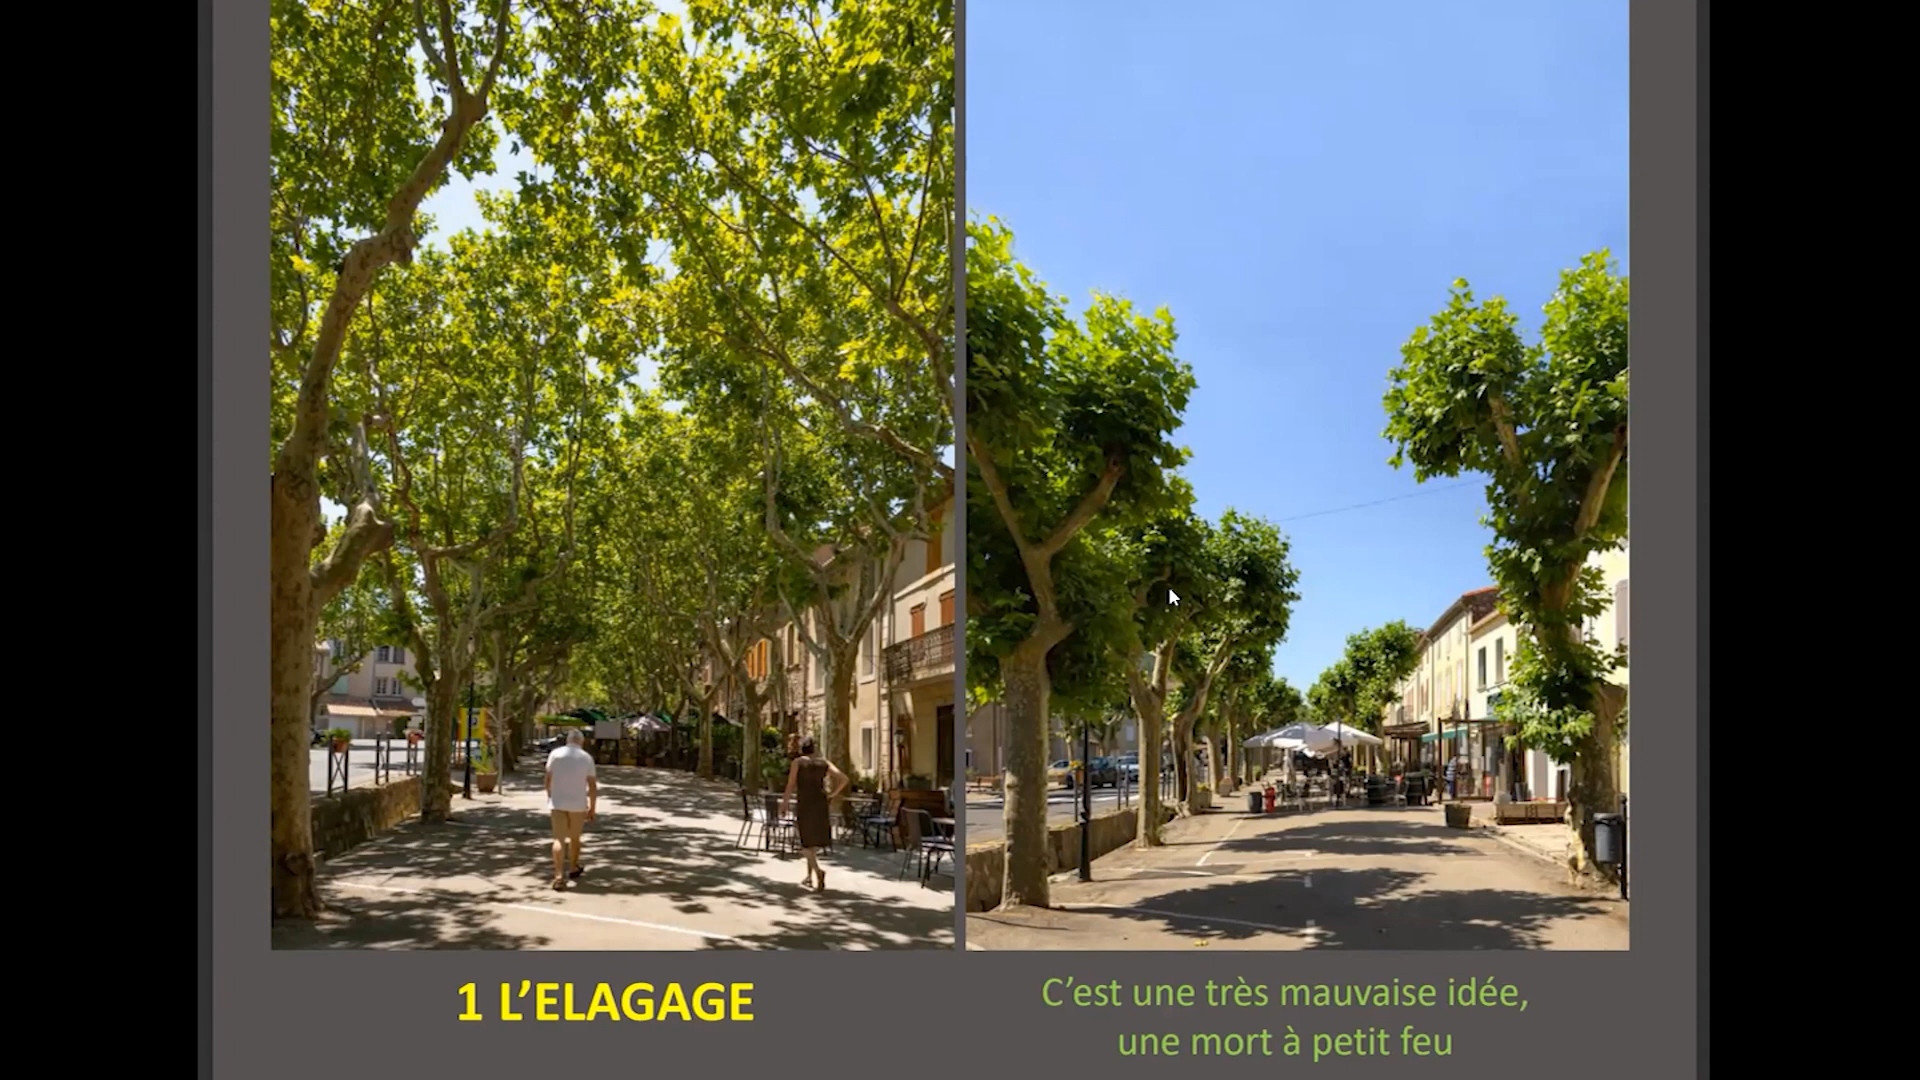 1 L’ELAGAGE
C’est une très mauvaise idée,
une mort à petit feu